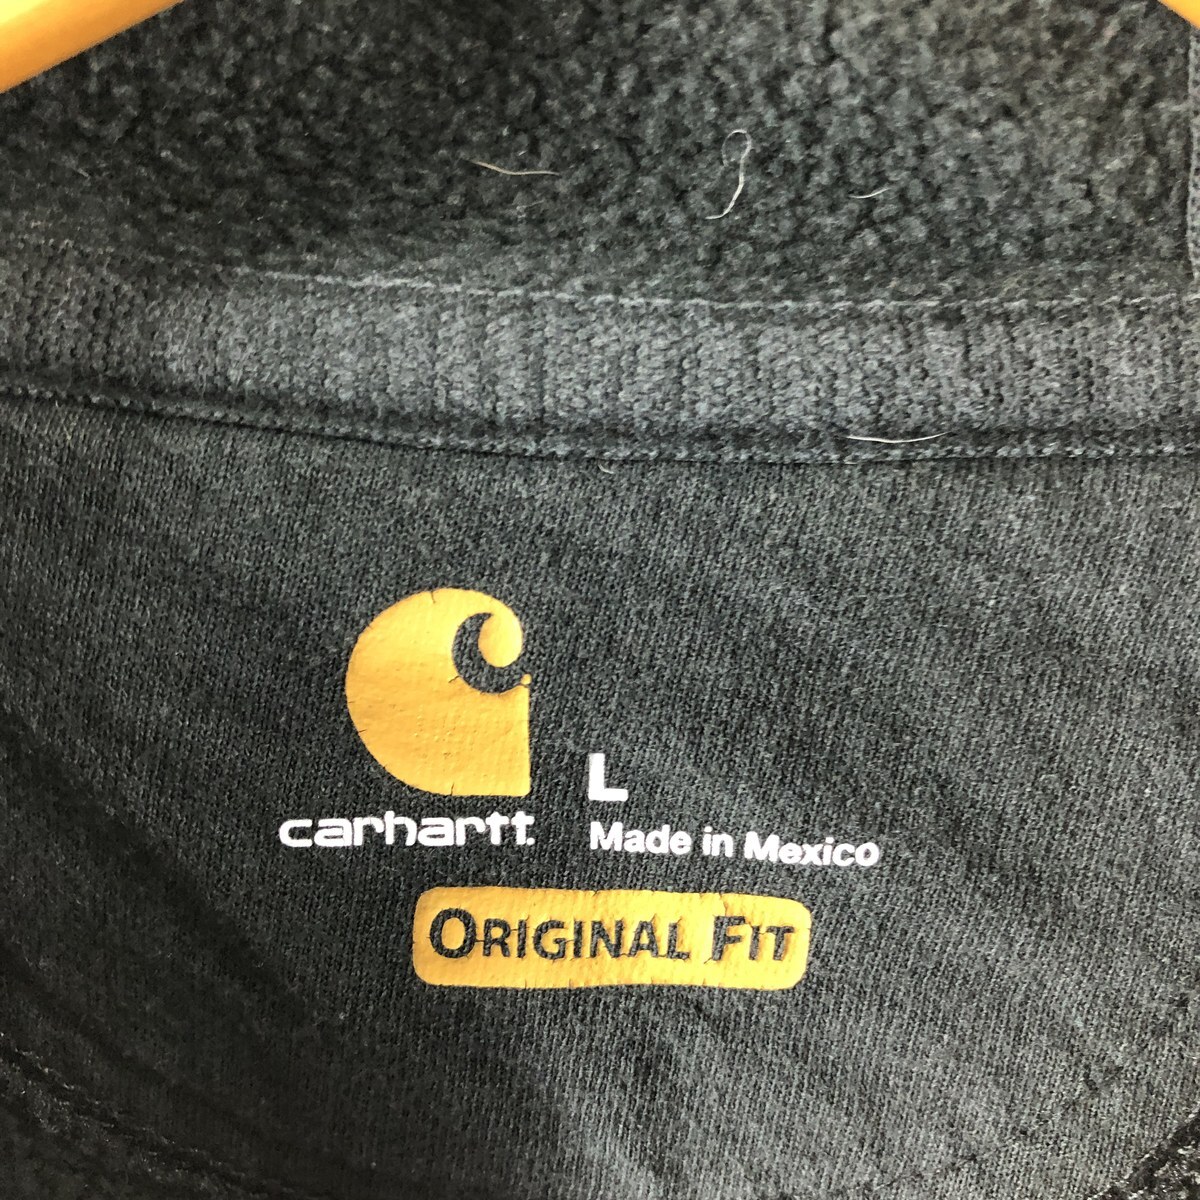 L
carhartt.
Made in Mexico
ORIGINAL FIT